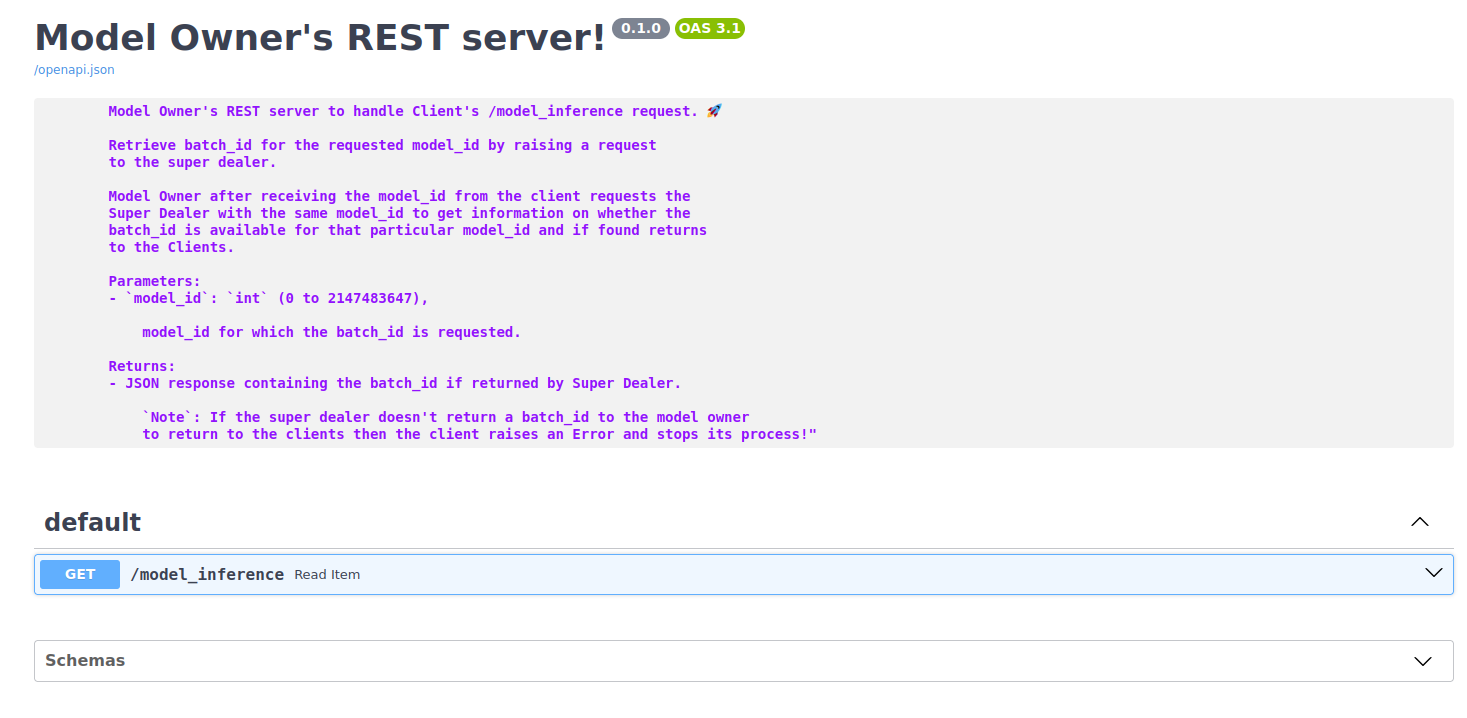 Model Owner's REST server! 0.1.0 OAS 3.1
/openapi.json
Model Owner's REST server to handle Client's /model_inference request. 🚀
Retrieve batch_id for the requested model_id by raising a request
to the super dealer.
Model Owner after receiving the model_id from the client requests the
Super Dealer with the same model_id to get information on whether the
batch_id is available for that particular model_id and if found returns
to the Clients.
Parameters:
- `model_id`: `int` (0 to 2147483647),
model_id for which the batch_id is requested.
Returns:
- JSON response containing the batch_id if returned by Super Dealer.
`Note`: If the super dealer doesn't return a batch_id to the model owner
to return to the clients then the client raises an Error and stops its process!"
default
GET /model_inference Read Item
Schemas